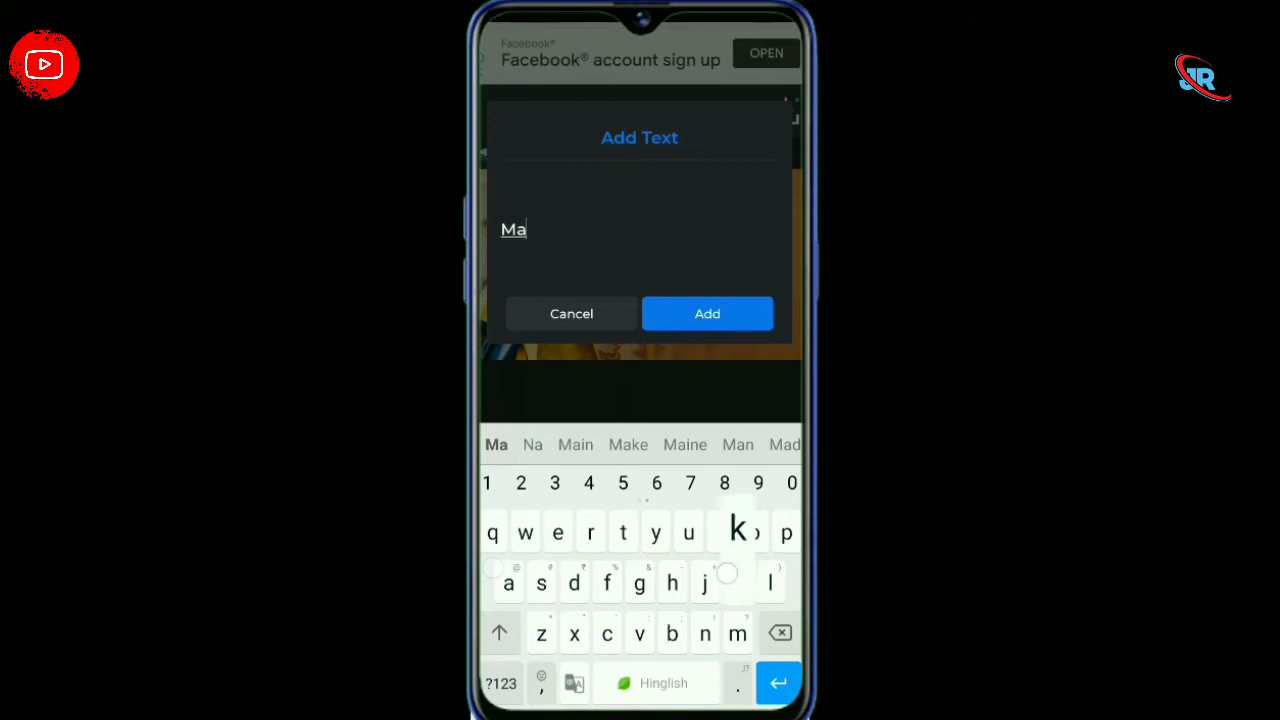 Facebook®
Facebook® account sign up
OPEN
JR
Add Text
Ma
Cancel
Add
Ma Na Main Make Maine Man Mad
1 2 3 4 5 6 7 8 9 0
q w e r t y u k p
@ # ₹ % & - )
a s d f g h j l
* " ' : ; ! ?
z x c v b n m
,!?
?123 , Hinglish .